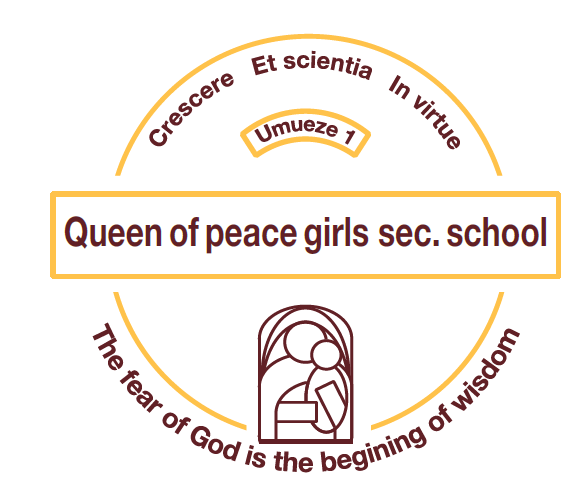 Crescere Et scientia In virtue
Umueze 1
Queen of peace girls sec. school
The fear of God is the begining of wisdom